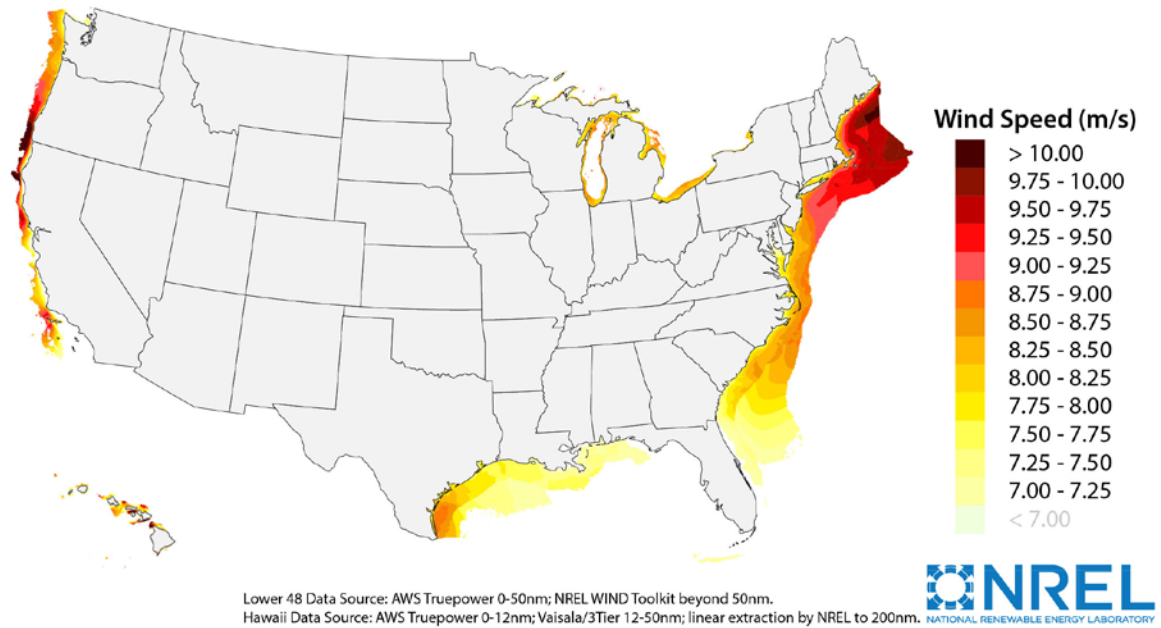 Wind Speed (m/s)
> 10.00
9.75 - 10.00
9.50 - 9.75
9.25 - 9.50
9.00 - 9.25
8.75 - 9.00
8.50 - 8.75
8.25 - 8.50
8.00 - 8.25
7.75 - 8.00
7.50 - 7.75
7.25 - 7.50
7.00 - 7.25
< 7.00
Lower 48 Data Source: AWS Truepower 0-50nm; NREL WIND Toolkit beyond 50nm.
Hawaii Data Source: AWS Truepower 0-12nm; Vaisala/3Tier 12-50nm; linear extraction by NREL to 200nm.
NREL
NATIONAL RENEWABLE ENERGY LABORATORY